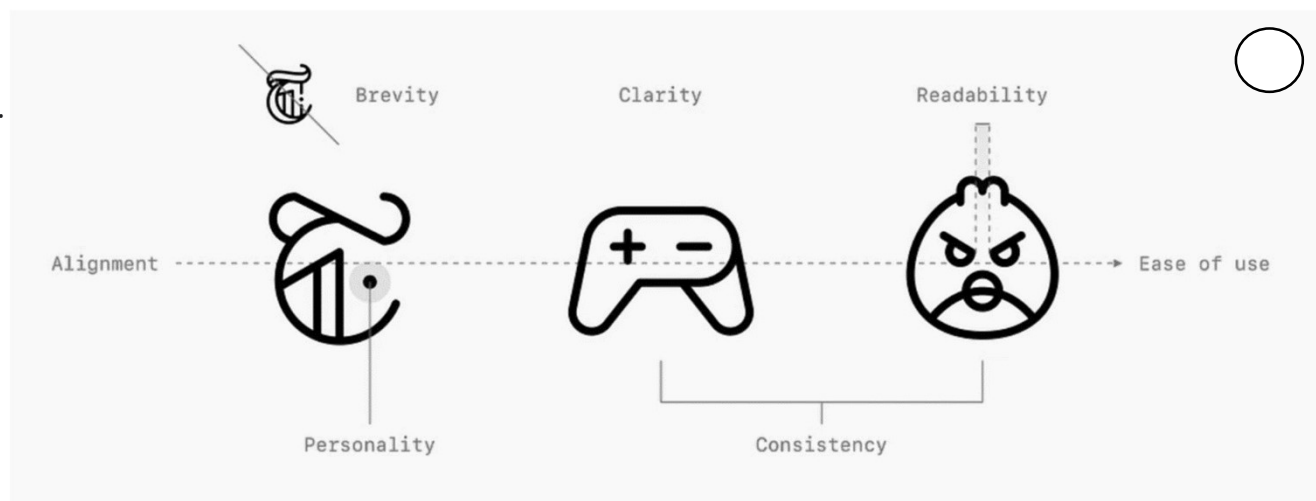 Brevity
Clarity
Readability
Alignment
Ease of use
Personality
Consistency